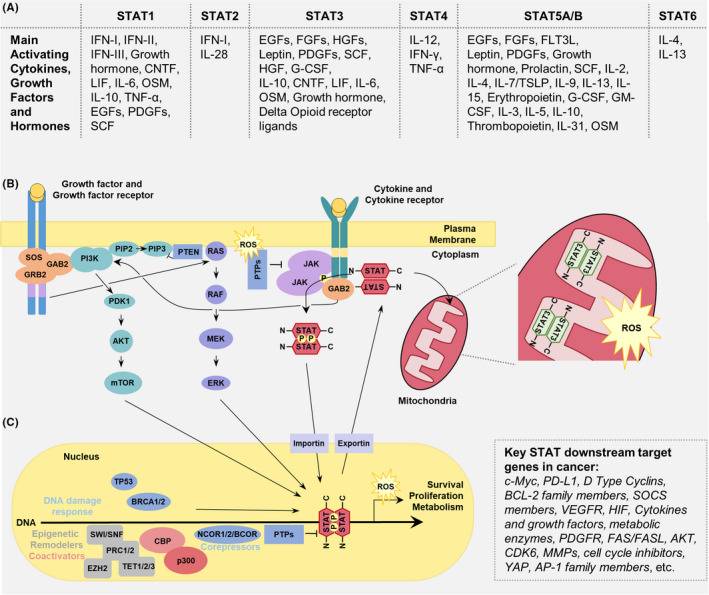 (A)
STAT1 STAT2 STAT3 STAT4 STAT5A/B STAT6
Main Activating Cytokines, Growth Factors and Hormones
IFN-I, IFN-II,
IFN-III, Growth
hormone, CNTF,
LIF, IL-6, OSM,
IL-10, TNF-α,
EGFs, PDGFs,
SCF
IFN-I,
IL-28
EGFs, FGFs, HGFs,
Leptin, PDGFs, SCF,
HGF, G-CSF,
IL-10, CNTF, LIF, IL-6,
OSM, Growth hormone,
Delta Opioid receptor
ligands
IL-12,
IFN-γ,
TNF-α
EGFs, FGFs, FLT3L,
Leptin, PDGFs, Growth
hormone, Prolactin, SCF, IL-2,
IL-4, IL-7/TSLP, IL-9, IL-13, IL-
15, Erythropoietin, G-CSF, GM-
CSF, IL-3, IL-5, IL-10,
Thrombopoietin, IL-31, OSM
IL-4,
IL-13
(B)
Growth factor and
Growth factor receptor
Cytokine and
Cytokine receptor
Plasma
Membrane
Cytoplasm
SOS
GAB2
GRB2
PI3K
PIP2
PIP3
PTEN
RAS
ROS
PTPs
JAK
JAK
P
GAB2
N STAT C
N STAT C
PDK1
RAF
AKT
MEK
mTOR
ERK
N STAT C
P P
N STAT C
Mitochondria
C STAT3 N
C STAT3 N
C STAT3 N
C STAT3 N
ROS
(C)
Importin
Exportin
Nucleus
TP53
BRCA1/2
DNA damage
response
DNA
ROS
Survival
Proliferation
Metabolism
C C
STAT P P STAT
N N
Epigenetic
Remodelers
Coactivators
SWI/SNF
PRC1/2
EZH2
TET1/2/3
CBP
p300
NCOR1/2/BCOR
Corepressors
PTPs
Key STAT downstream target
genes in cancer:
c-Myc, PD-L1, D Type Cyclins,
BCL-2 family members, SOCS
members, VEGFR, HIF, Cytokines
and growth factors, metabolic
enzymes, PDGFR, FAS/FASL, AKT,
CDK6, MMPs, cell cycle inhibitors,
YAP, AP-1 family members, etc.